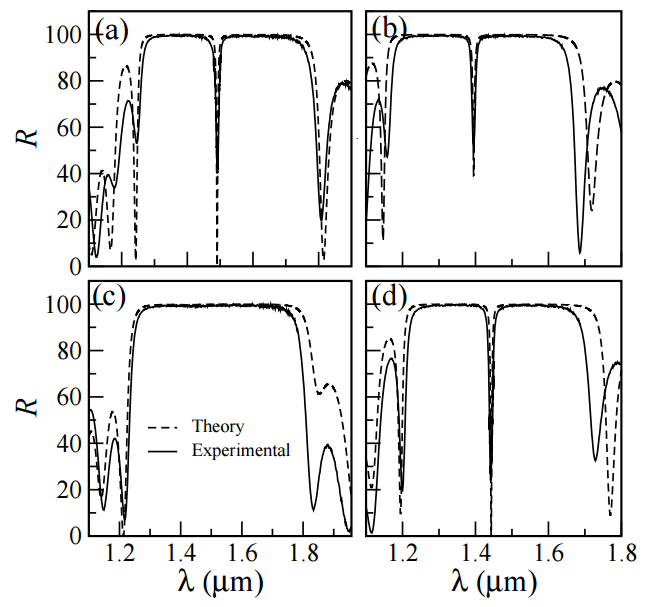 (a)
(b)
100
80
60
40
20
0
R
(c)
(d)
100
80
60
40
20
0
R
Theory
Experimental
1.2
1.4
1.6
1.8
1.2
1.4
1.6
1.8
λ (μm)
λ (μm)